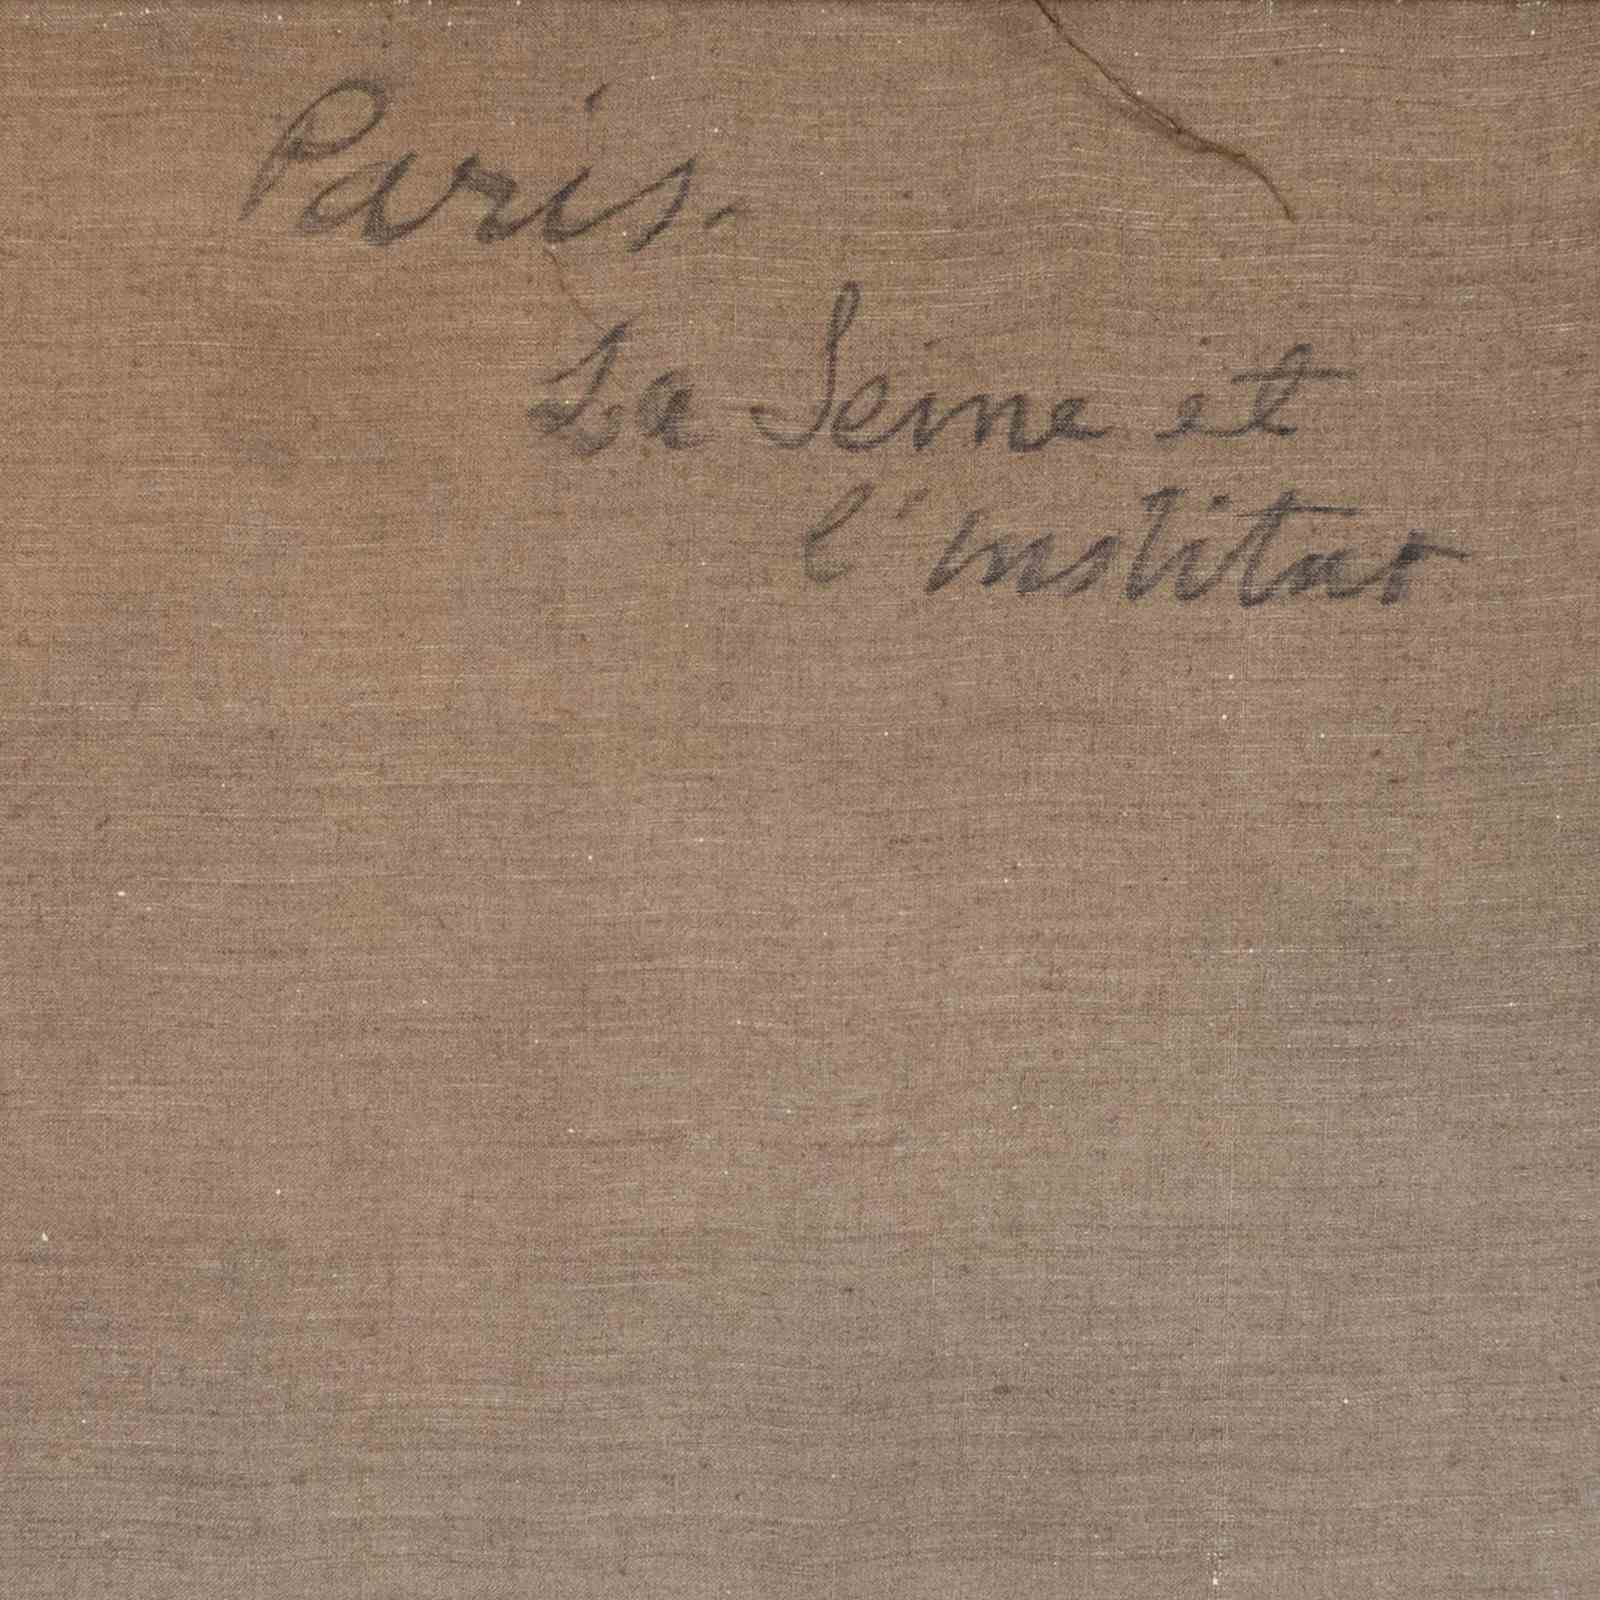 Paris.
La Seine et
l'institut